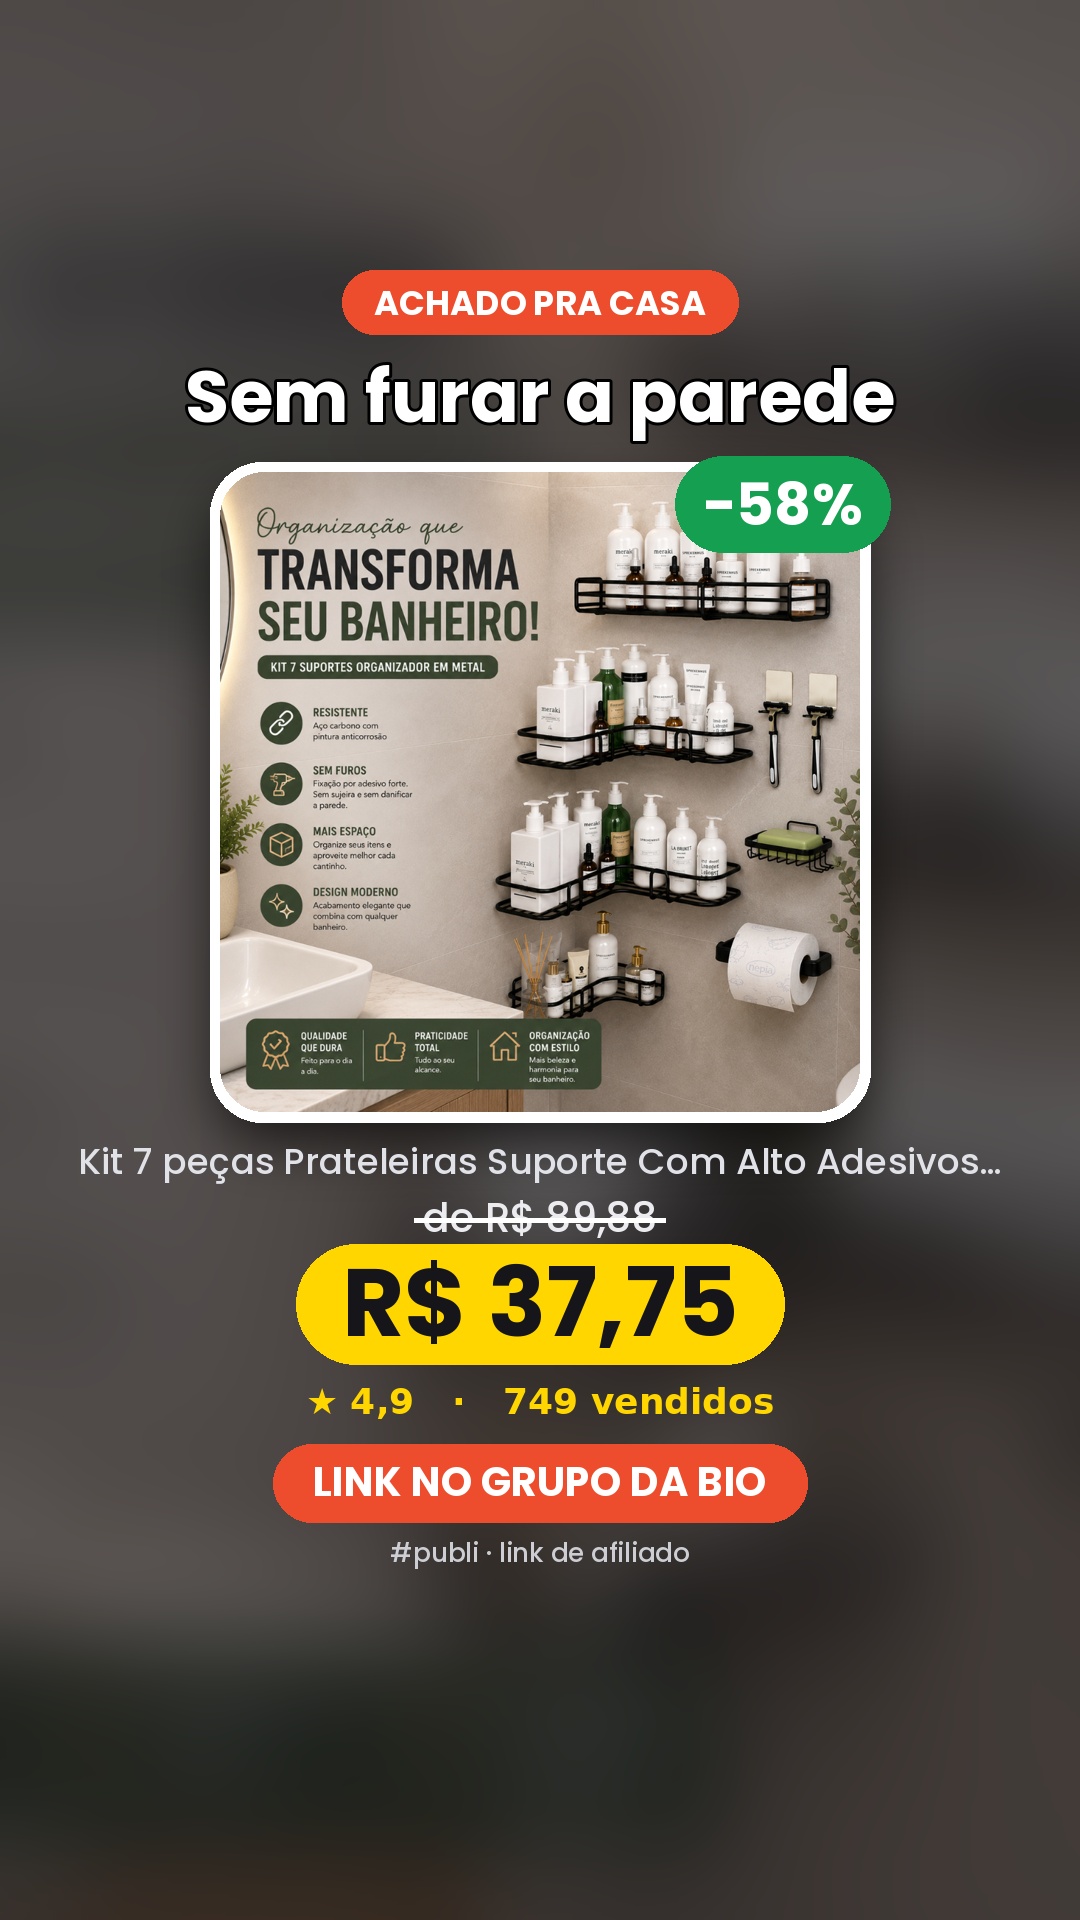 ACHADO PRA CASA
Sem furar a parede
-58%
Organização que
TRANSFORMA
SEU BANHEIRO!
KIT 7 SUPORTES ORGANIZADOR EM METAL
RESISTENTE
Aço carbono com
pintura anticorrosão
SEM FUROS
Fixação por adesivo forte.
Sem sujeira e sem danificar
a parede.
MAIS ESPAÇO
Organize seus itens e
aproveite melhor cada
cantinho.
DESIGN MODERNO
Acabamento elegante que
combina com qualquer
banheiro.
meraki
meraki
meraki
meraki
nepia
QUALIDADE
QUE DURA
Feito para o dia
a dia.
PRATICIDADE
TOTAL
Tudo ao seu
alcance.
ORGANIZAÇÃO
COM ESTILO
Mais beleza e
harmonia para
seu banheiro.
Kit 7 peças Prateleiras Suporte Com Alto Adesivos...
de R$ 89,88
R$ 37,75
★ 4,9 · 749 vendidos
LINK NO GRUPO DA BIO
#publi · link de afiliado